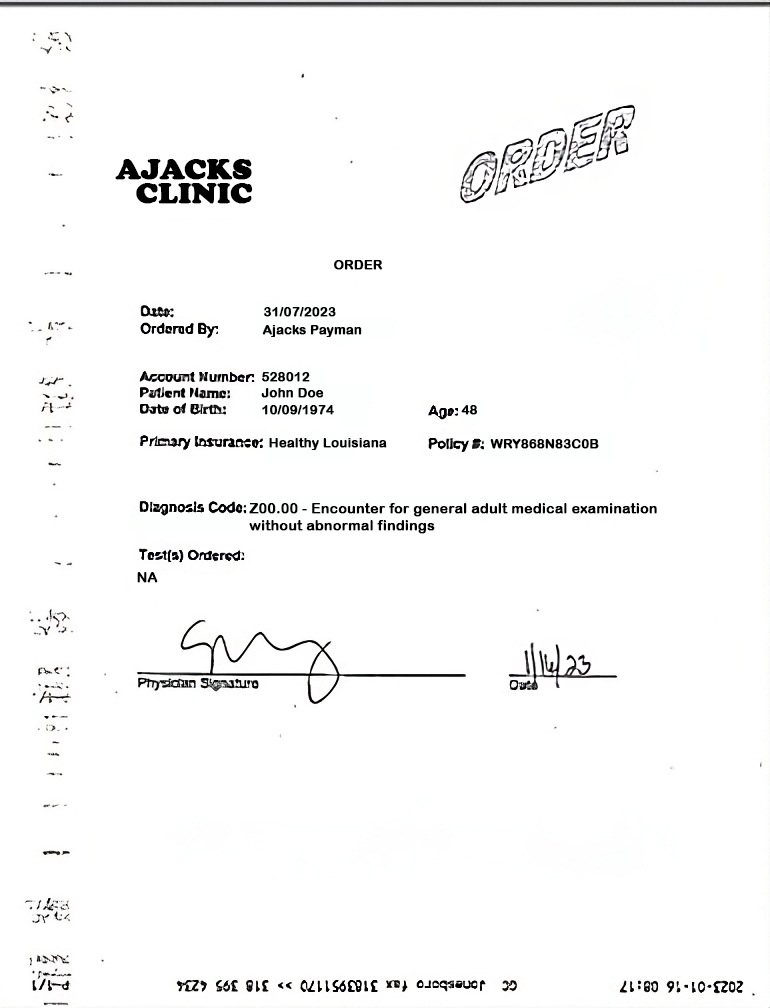 AJACKS
CLINIC
ORDER
ORDER
Date: 31/07/2023
Ordered By: Ajacks Payman
Account Number: 528012
Patient Name: John Doe
Date of Birth: 10/09/1974 Age: 48
Primary Insurance: Healthy Louisiana Policy #: WRY868N83C0B
Diagnosis Code: Z00.00 - Encounter for general adult medical examination
without abnormal findings
Test(s) Ordered:
NA
1/16/23
Physician Signature Date
2023-01-16 08:17 CC Jonesboro fax 3183951170 >> 318 395 4234 P 1/1